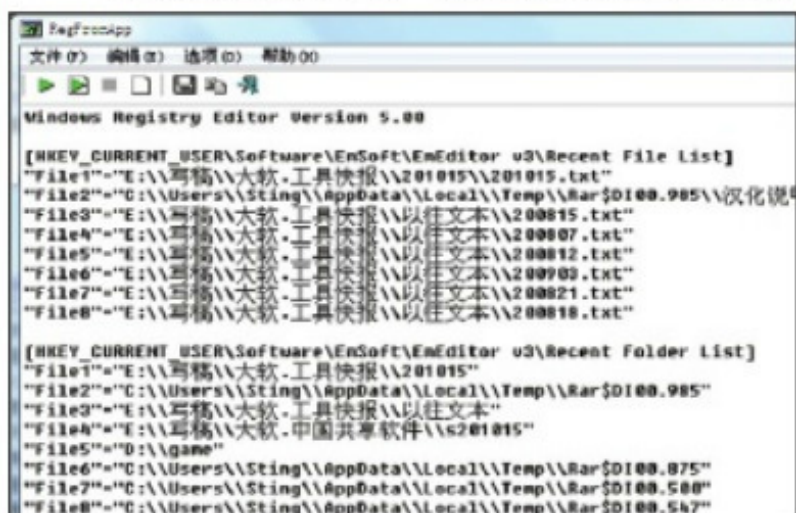 RegFromApp
文件(F) 编辑(E) 选项(O) 帮助(H)
Windows Registry Editor Version 5.00
[HKEY_CURRENT_USER\Software\EmSoft\EmEditor v3\Recent File List]
"File1"="E:\\写稿\\大软.工具快报\\201015\\201015.txt"
"File2"="C:\\Users\\Sting\\AppData\\Local\\Temp\\Rar$DI00.985\\汉化说明
"File3"="E:\\写稿\\大软.工具快报\\以往文本\\200815.txt"
"File4"="E:\\写稿\\大软.工具快报\\以往文本\\200807.txt"
"File5"="E:\\写稿\\大软.工具快报\\以往文本\\200812.txt"
"File6"="E:\\写稿\\大软.工具快报\\以往文本\\200903.txt"
"File7"="E:\\写稿\\大软.工具快报\\以往文本\\200821.txt"
"File8"="E:\\写稿\\大软.工具快报\\以往文本\\200818.txt"
[HKEY_CURRENT_USER\Software\EmSoft\EmEditor v3\Recent Folder List]
"File1"="E:\\写稿\\大软.工具快报\\201015"
"File2"="C:\\Users\\Sting\\AppData\\Local\\Temp\\Rar$DI00.985"
"File3"="E:\\写稿\\大软.工具快报\\以往文本"
"File4"="E:\\写稿\\大软.中国共享软件\\s201015"
"File5"="D:\\game"
"File6"="C:\\Users\\Sting\\AppData\\Local\\Temp\\Rar$DI00.875"
"File7"="C:\\Users\\Sting\\AppData\\Local\\Temp\\Rar$DI00.500"
"File8"="C:\\Users\\Sting\\AppData\\Local\\Temp\\Rar$DI00.547"